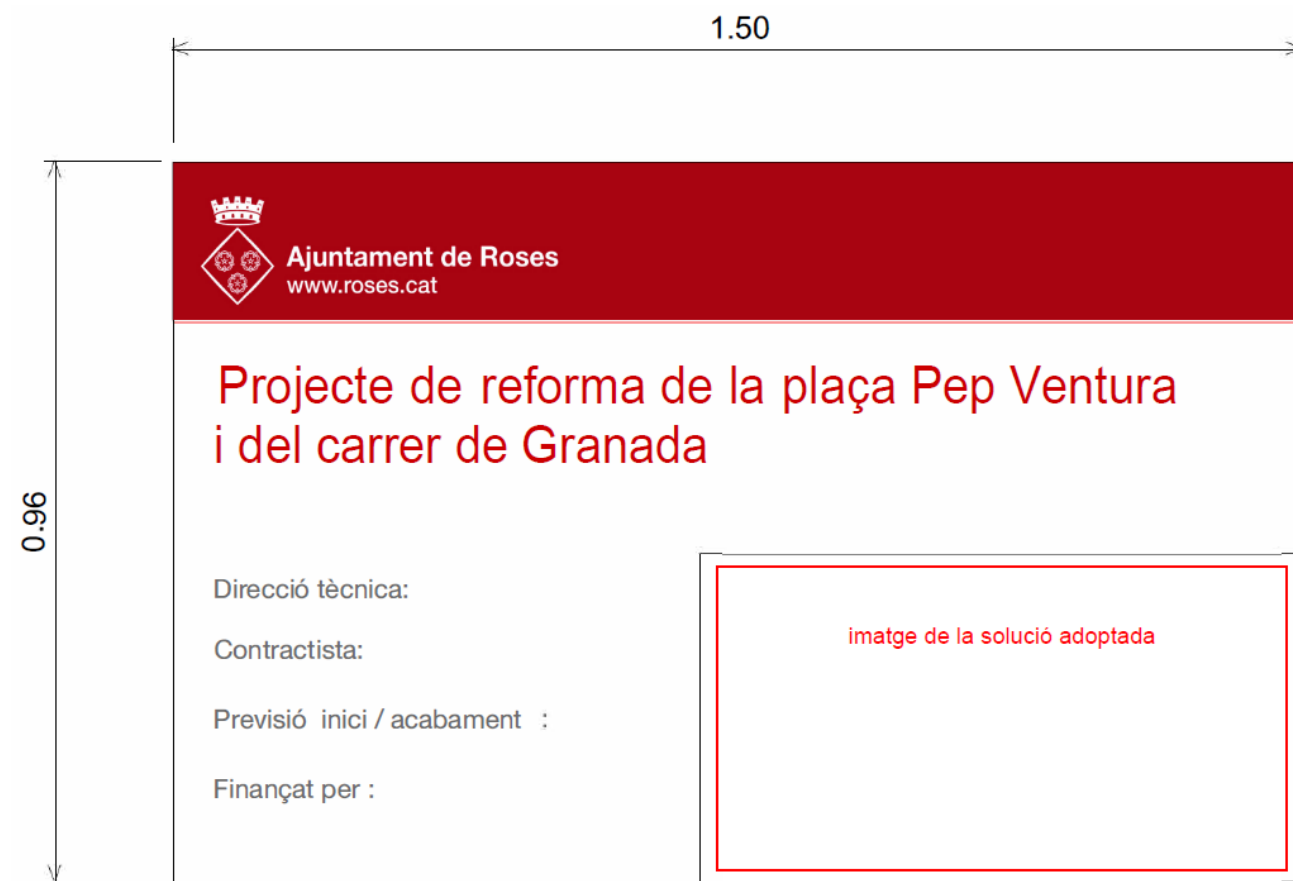 1.50
Ajuntament de Roses
www.roses.cat
Projecte de reforma de la plaça Pep Ventura
i del carrer de Granada
0.96
Direcció tècnica:
Contractista:
Previsió inici / acabament :
Finançat per :
imatge de la solució adoptada